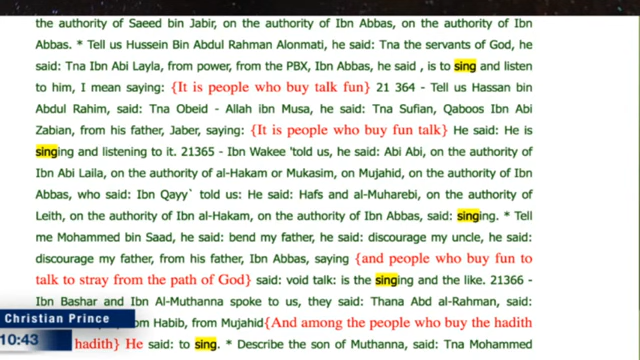 the authority of Saeed bin Jabir, on the authority of Ibn Abbas, on the authority of Ibn
Abbas. * Tell us Hussein Bin Abdul Rahman Alonmati, he said: Tna the servants of God, he
said: Tna Ibn Abi Layla, from power, from the PBX, Ibn Abbas, he said , is to sing and listen
to him, I mean saying: {It is people who buy talk fun} 21 364 - Tell us Hassan bin
Abdul Rahim, said: Tna Obeid - Allah ibn Musa, he said: Tna Sufian, Qaboos Ibn Abi
Zabian, from his father, Jaber, saying: {It is people who buy fun talk} He said: He is
singing and listening to it. 21365 - Ibn Wakee 'told us, he said: Abi Abi, on the authority of
Ibn Abi Laila, on the authority of al-Hakam or Mukasim, on Mujahid, on the authority of Ibn
Abbas, who said: Ibn Qayy` told us: He said: Hafs and al-Muharebi, on the authority of
Leith, on the authority of Ibn al-Hakam, on the authority of Ibn Abbas, said: singing. * Tell
me Mohammed bin Saad, he said: bend my father, he said: discourage my uncle, he said:
discourage my father, from his father, Ibn Abbas, saying {and people who buy fun to
talk to stray from the path of God} said: void talk: is the singing and the like. 21366 -
Ibn Bashar and Ibn Al-Muthanna spoke to us, they said: Thana Abd al-Rahman, said:
Christian Prince
Habib, from Mujahid{And among the people who buy the hadith
10:43
hadith} He said: to sing. * Describe the son of Muthanna, said: Tna Mohammed